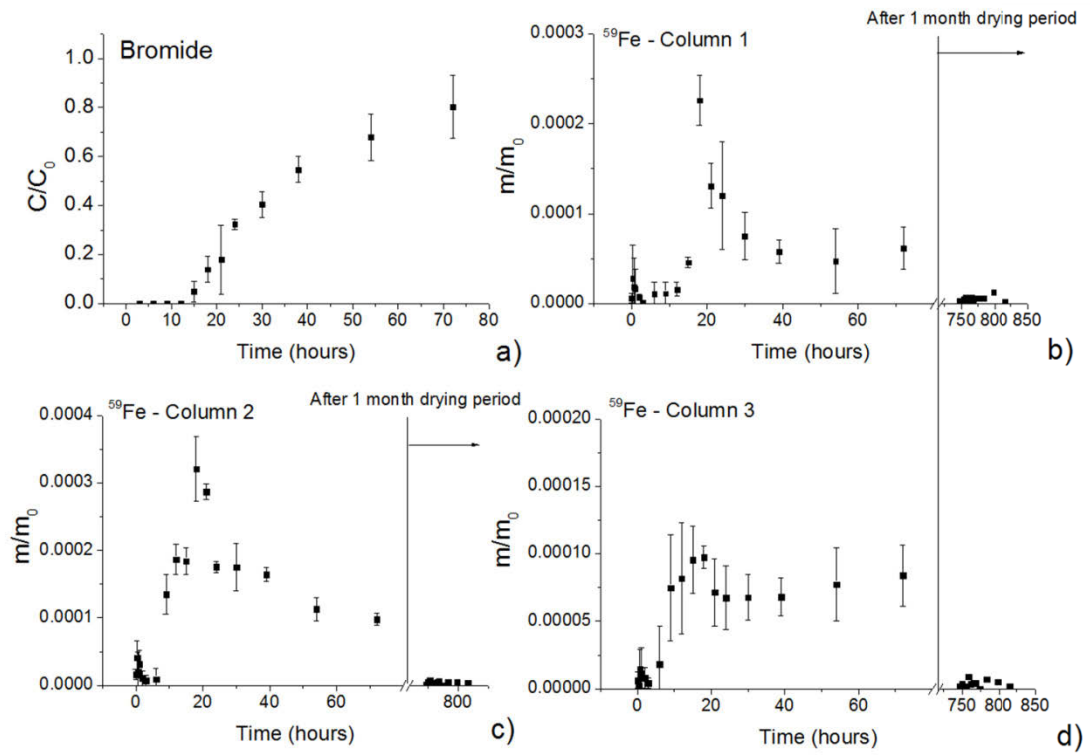 Bromide
1.0
0.8
0.6
0.4
0.2
0.0
C/C₀
0 10 20 30 40 50 60 70 80
Time (hours)
a)
After 1 month drying period
⁵⁹Fe - Column 1
0.0003
0.0002
0.0001
0.0000
m/m₀
0 20 40 60 750 800 850
Time (hours)
b)
After 1 month drying period
⁵⁹Fe - Column 2
0.0004
0.0003
0.0002
0.0001
0.0000
m/m₀
0 20 40 60 800
Time (hours)
c)
⁵⁹Fe - Column 3
0.00020
0.00015
0.00010
0.00005
0.00000
m/m₀
0 20 40 60 750 800 850
Time (hours)
d)